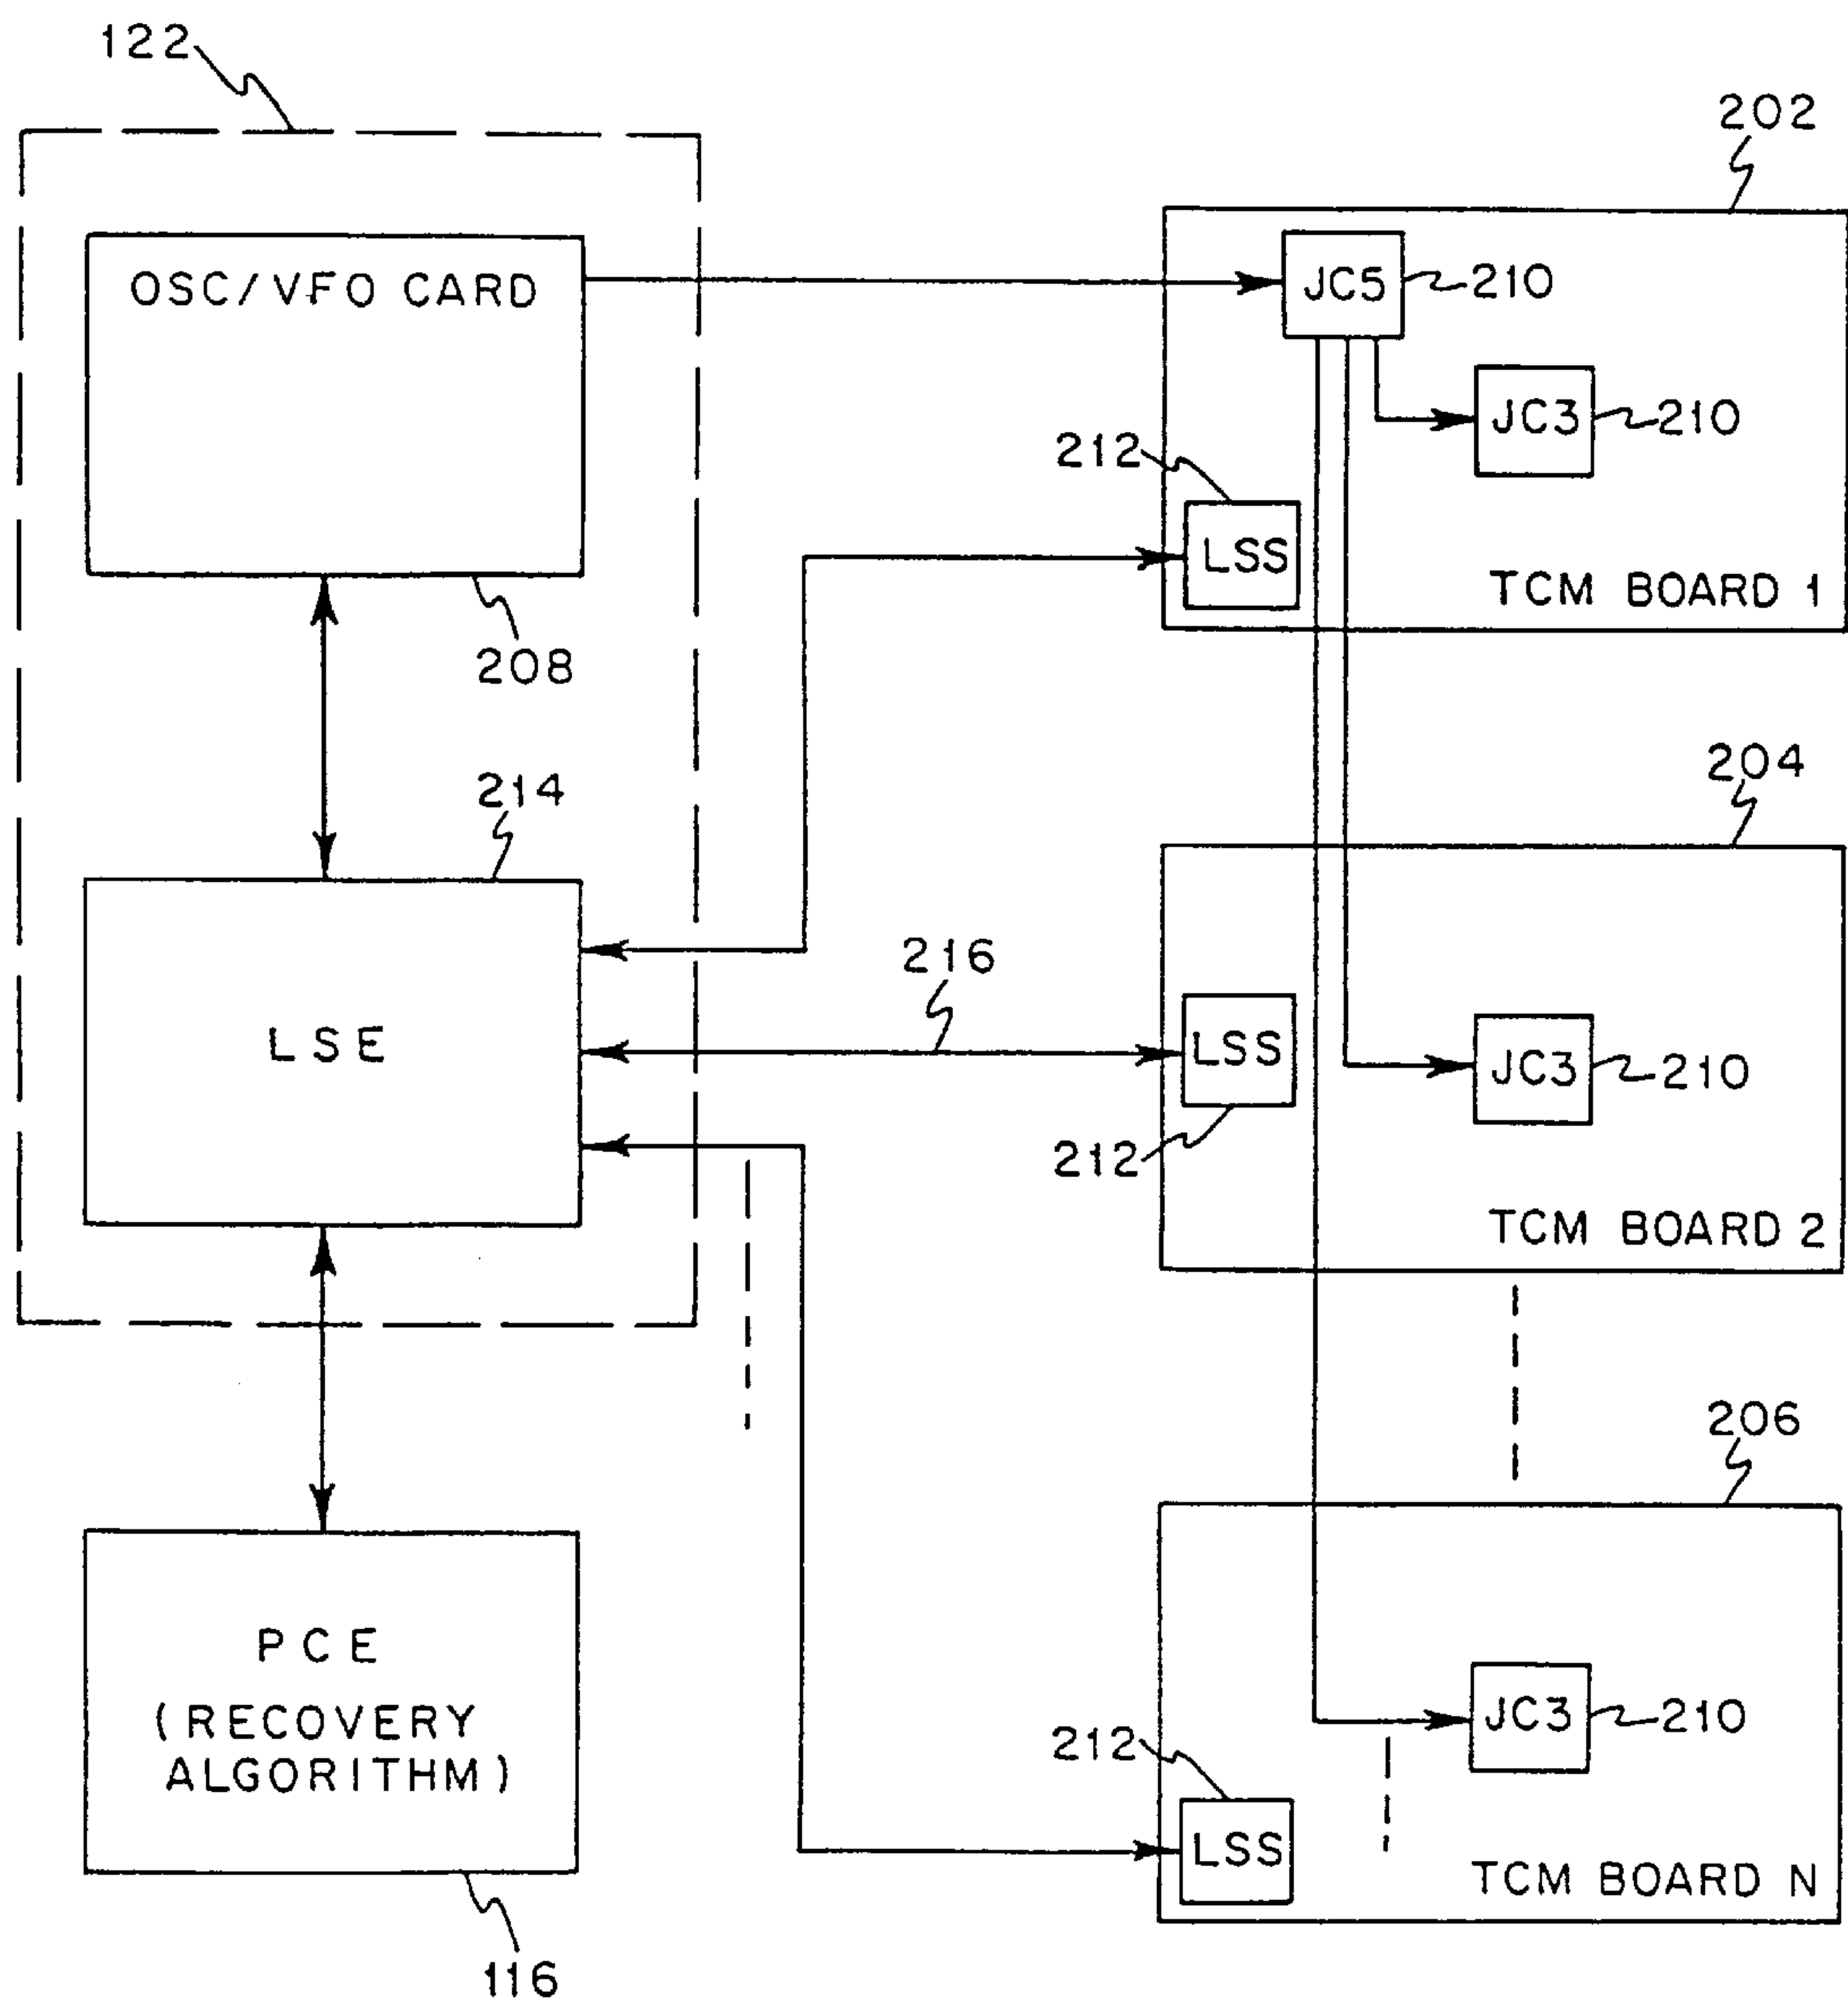 122
202
OSC/VFO CARD
JC5
210
JC3
210
212
LSS
TCM BOARD 1
208
204
214
216
LSE
LSS
JC3
210
212
TCM BOARD 2
206
PCE
(RECOVERY
ALGORITHM)
JC3
210
212
LSS
TCM BOARD N
116